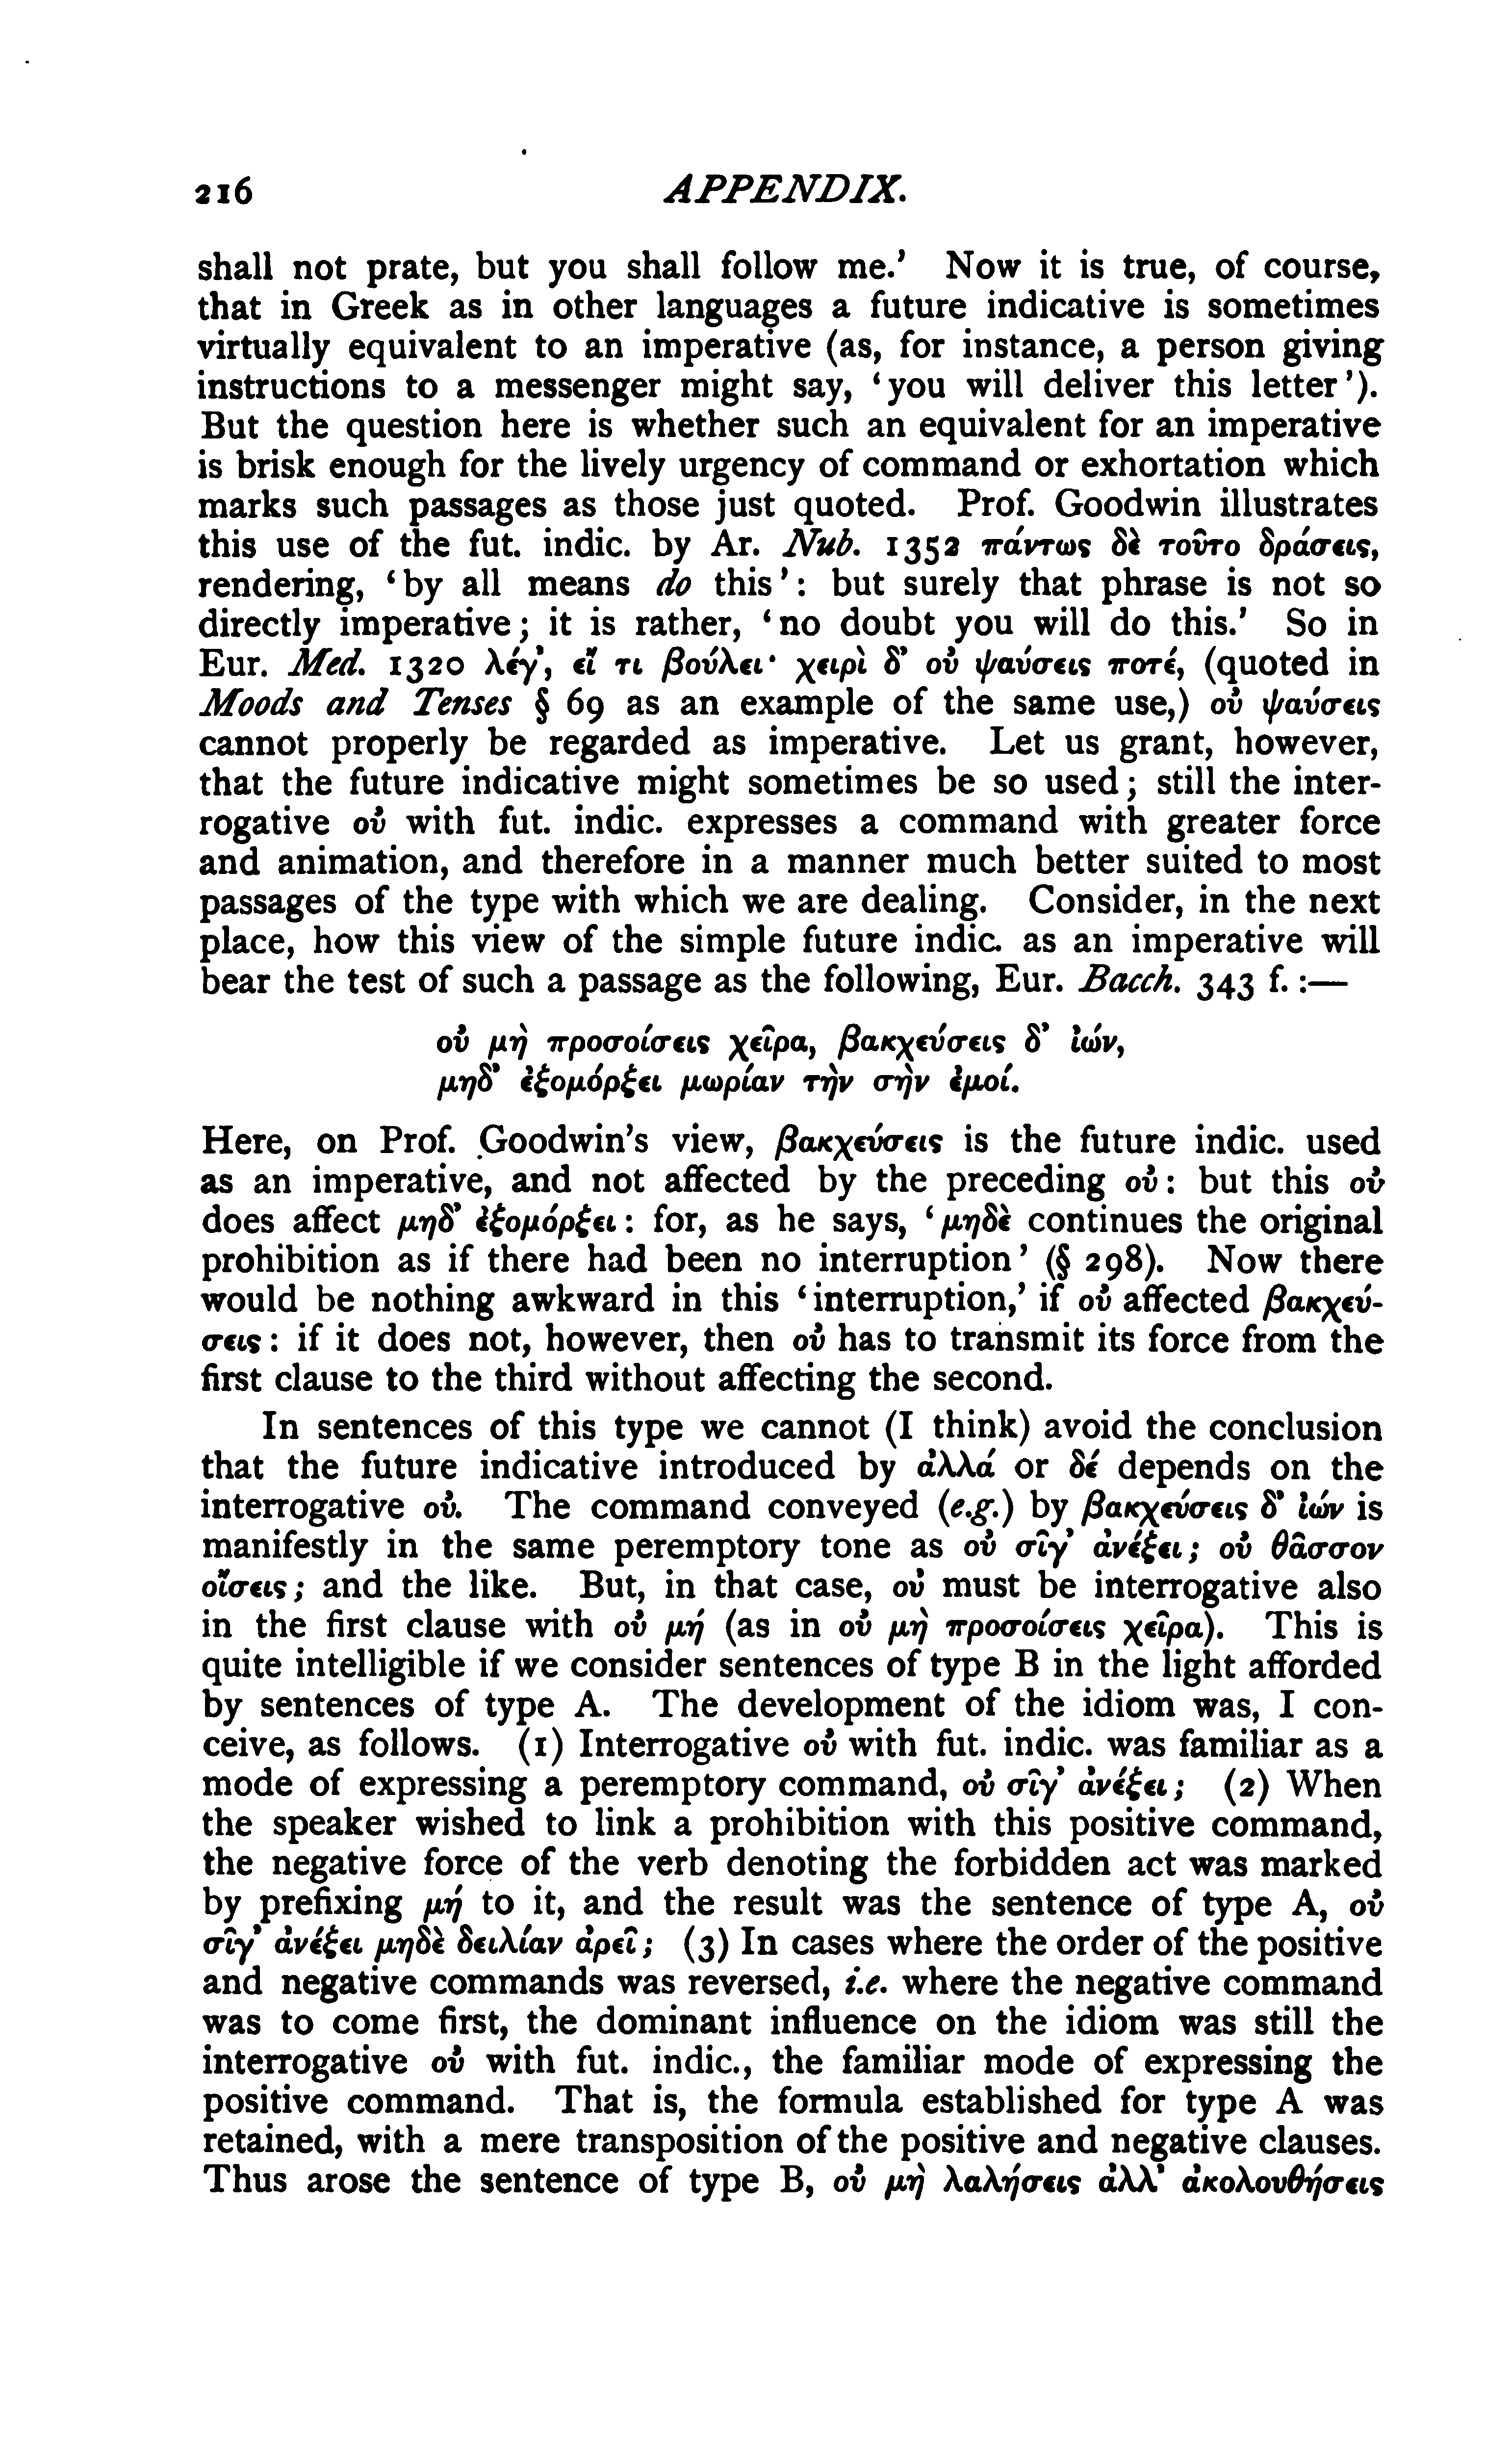 216 APPENDIX.
shall not prate, but you shall follow me.’ Now it is true, of course,
that in Greek as in other languages a future indicative is sometimes
virtually equivalent to an imperative (as, for instance, a person giving
instructions to a messenger might say, ‘you will deliver this letter’).
But the question here is whether such an equivalent for an imperative
is brisk enough for the lively urgency of command or exhortation which
marks such passages as those just quoted. Prof. Goodwin illustrates
this use of the fut. indic. by Ar. Nub. 1352 πάντως δὲ τοῦτο δράσεις,
rendering, ‘by all means do this’: but surely that phrase is not so
directly imperative; it is rather, ‘no doubt you will do this.’ So in
Eur. Med. 1320 λέγ’, εἴ τι βούλει· χειρὶ δ’ οὐ ψαύσεις ποτέ, (quoted in
Moods and Tenses § 69 as an example of the same use,) οὐ ψαύσεις
cannot properly be regarded as imperative. Let us grant, however,
that the future indicative might sometimes be so used; still the inter-
rogative οὐ with fut. indic. expresses a command with greater force
and animation, and therefore in a manner much better suited to most
passages of the type with which we are dealing. Consider, in the next
place, how this view of the simple future indic. as an imperative will
bear the test of such a passage as the following, Eur. Bacch. 343 f. :—
οὐ μὴ προσοίσεις χεῖρα, βακχεύσεις δ’ ἰών,
μηδ’ ἐξομόρξει μωρίαν τὴν σὴν ἐμοί.
Here, on Prof. Goodwin’s view, βακχεύσεις is the future indic. used
as an imperative, and not affected by the preceding οὐ: but this οὐ
does affect μηδ’ ἐξομόρξει: for, as he says, ‘μηδὲ continues the original
prohibition as if there had been no interruption’ (§ 298). Now there
would be nothing awkward in this ‘interruption,’ if οὐ affected βακχεύ-
σεις: if it does not, however, then οὐ has to transmit its force from the
first clause to the third without affecting the second.
In sentences of this type we cannot (I think) avoid the conclusion
that the future indicative introduced by ἀλλά or δέ depends on the
interrogative οὐ. The command conveyed (e.g.) by βακχεύσεις δ’ ἰών is
manifestly in the same peremptory tone as οὐ σῖγ’ ἀνέξει; οὐ θᾶσσον
οἴσεις; and the like. But, in that case, οὐ must be interrogative also
in the first clause with οὐ μή (as in οὐ μὴ προσοίσεις χεῖρα). This is
quite intelligible if we consider sentences of type B in the light afforded
by sentences of type A. The development of the idiom was, I con-
ceive, as follows. (1) Interrogative οὐ with fut. indic. was familiar as a
mode of expressing a peremptory command, οὐ σῖγ’ ἀνέξει; (2) When
the speaker wished to link a prohibition with this positive command,
the negative force of the verb denoting the forbidden act was marked
by prefixing μή to it, and the result was the sentence of type A, οὐ
σῖγ’ ἀνέξει μηδὲ δειλίαν ἀρεῖ; (3) In cases where the order of the positive
and negative commands was reversed, i.e. where the negative command
was to come first, the dominant influence on the idiom was still the
interrogative οὐ with fut. indic., the familiar mode of expressing the
positive command. That is, the formula established for type A was
retained, with a mere transposition of the positive and negative clauses.
Thus arose the sentence of type B, οὐ μὴ λαλήσεις ἀλλ’ ἀκολουθήσεις